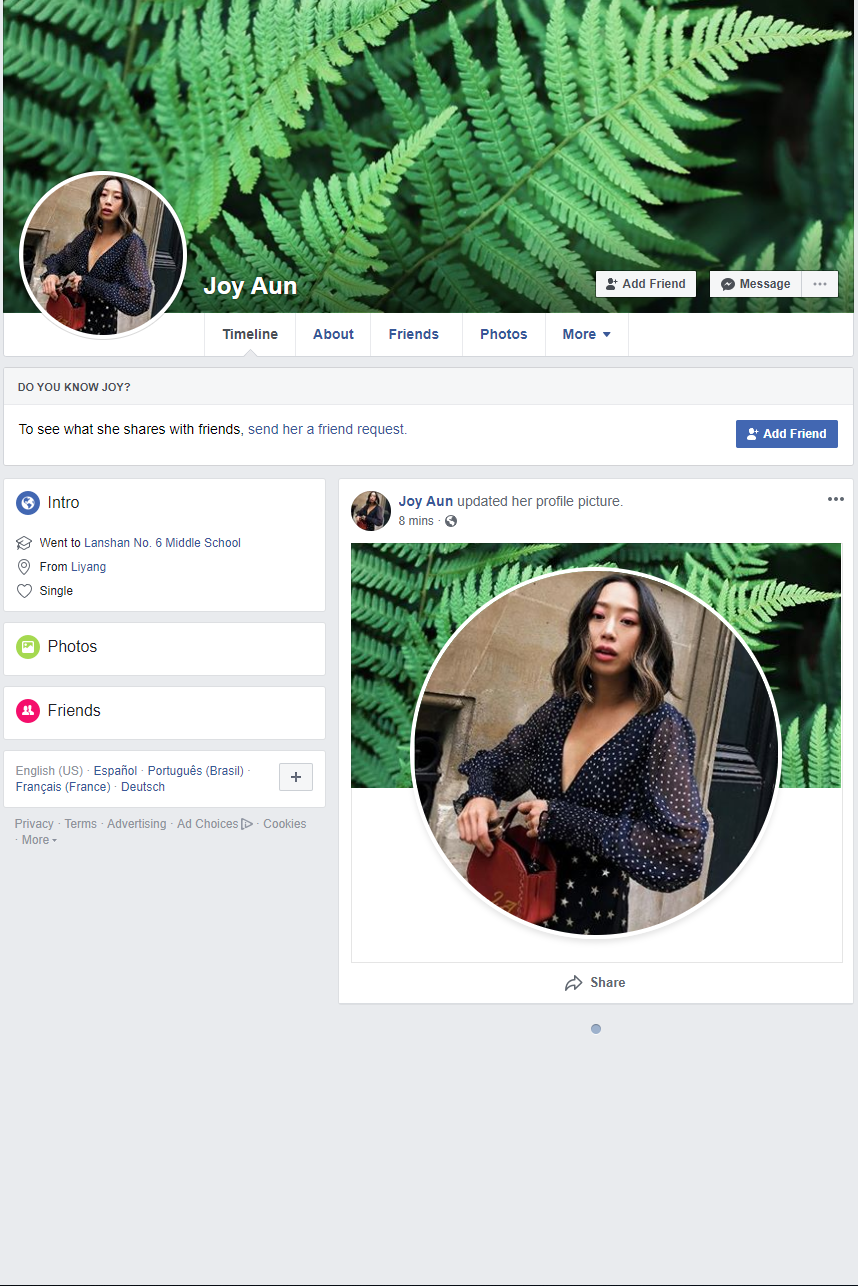 Joy Aun
Add Friend
Message
Timeline
About
Friends
Photos
More
DO YOU KNOW JOY?
To see what she shares with friends, send her a friend request.
Add Friend
Intro
Went to Lanshan No. 6 Middle School
From Liyang
Single
Photos
Friends
English (US) · Español · Português (Brasil) ·
Français (France) · Deutsch
Privacy · Terms · Advertising · Ad Choices · Cookies
· More
Joy Aun updated her profile picture.
8 mins ·
Share